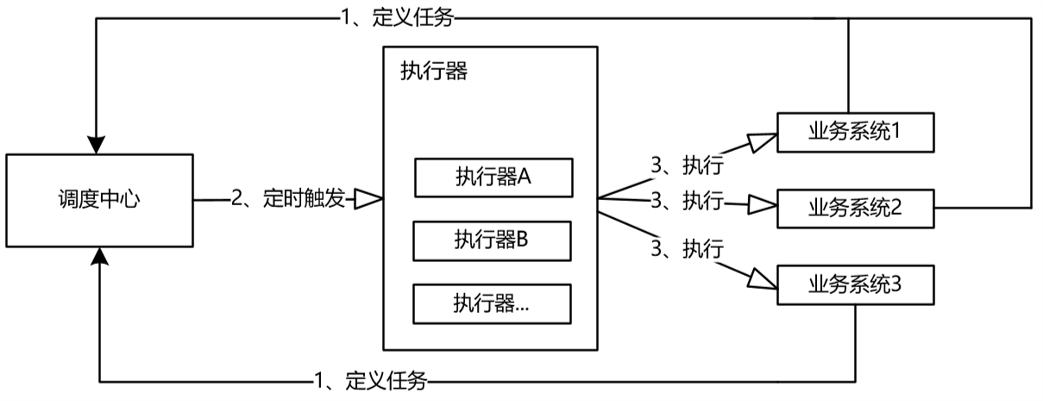 1、定义任务
执行器
业务系统1
执行器A
3、执行
调度中心
2、定时触发
3、执行
业务系统2
执行器B
3、执行
业务系统3
执行器...
1、定义任务